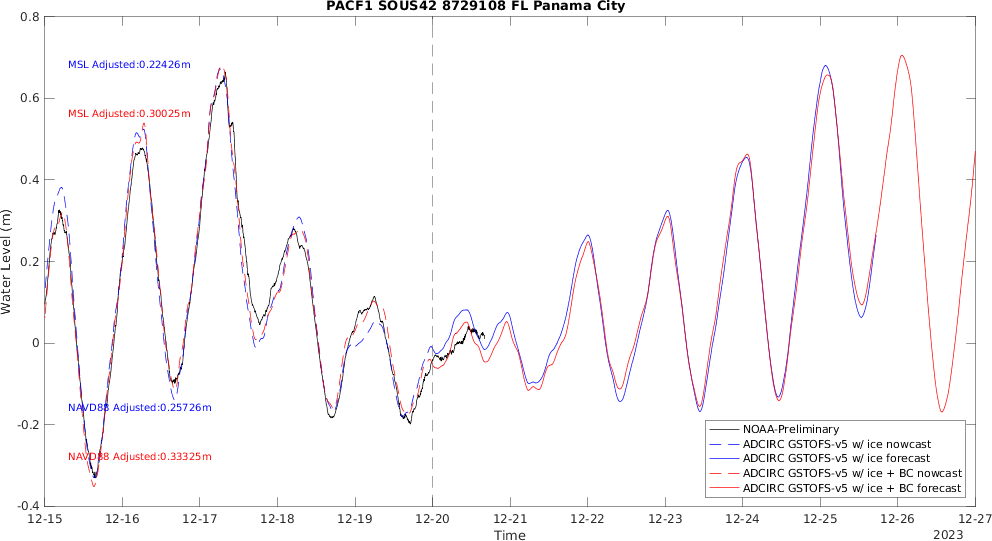 PACF1 SOUS42 8729108 FL Panama City
0.8
0.6
0.4
0.2
0
-0.2
-0.4
Water Level (m)
MSL Adjusted:0.22426m
MSL Adjusted:0.30025m
NAVD88 Adjusted:0.25726m
NAVD88 Adjusted:0.33325m
NOAA-Preliminary
ADCIRC GSTOFS-v5 w/ ice nowcast
ADCIRC GSTOFS-v5 w/ ice forecast
ADCIRC GSTOFS-v5 w/ ice + BC nowcast
ADCIRC GSTOFS-v5 w/ ice + BC forecast
12-15 12-16 12-17 12-18 12-19 12-20 12-21 12-22 12-23 12-24 12-25 12-26 12-27
Time
2023